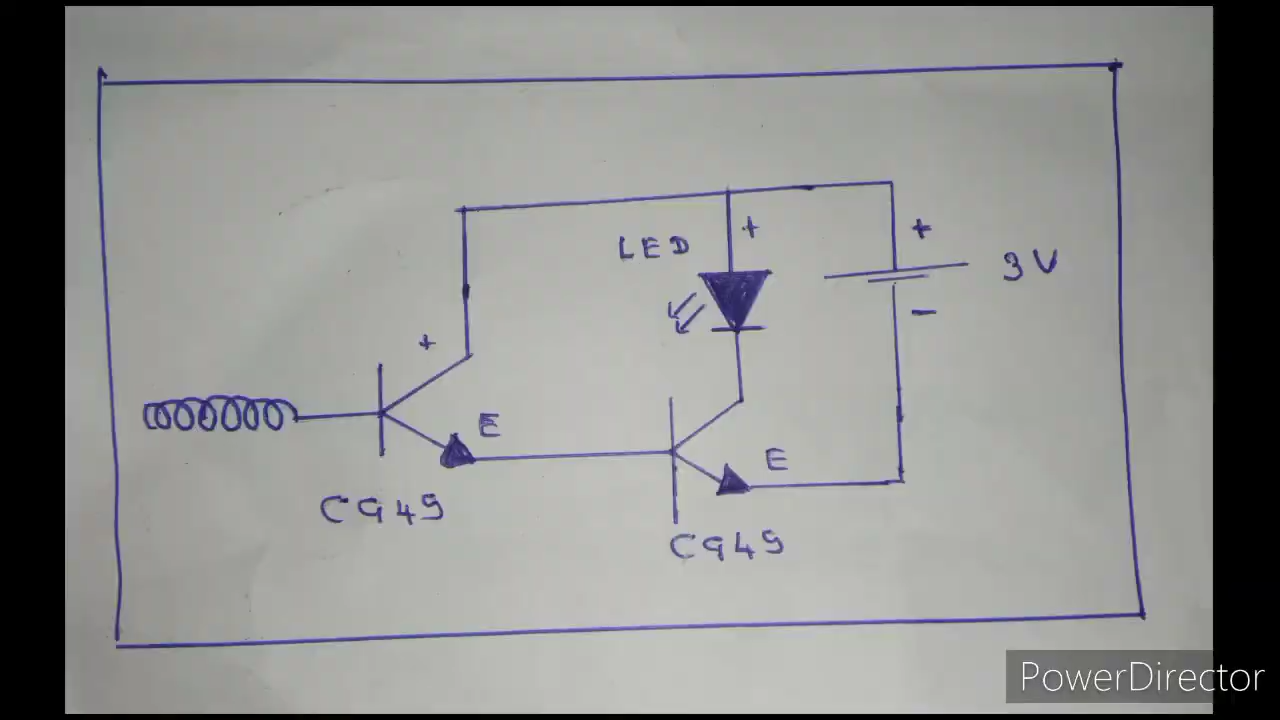 LED + + 3V
-
+
E
E
C945
C945
PowerDirector